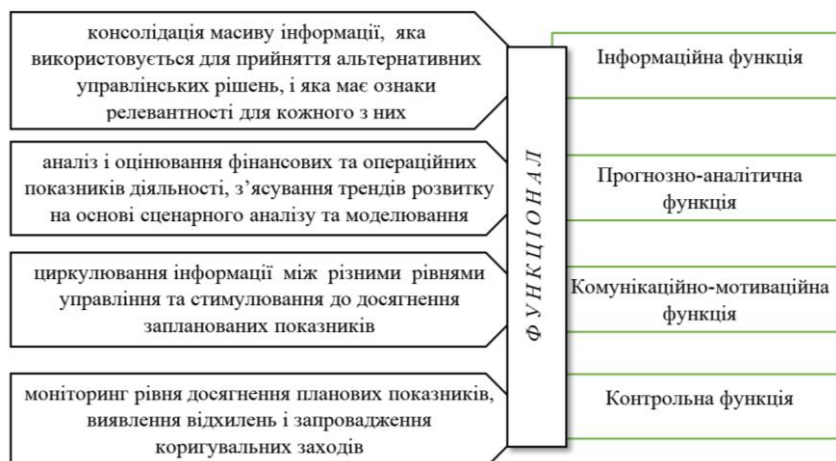 консолідація масиву інформації, яка
використовується для прийняття альтернативних
управлінських рішень, і яка має ознаки
релевантності для кожного з них
Інформаційна функція
аналіз і оцінювання фінансових та операційних
показників діяльності, з’ясування трендів розвитку
на основі сценарного аналізу та моделювання
Прогнозно-аналітична
функція
циркулювання інформації між різними рівнями
управління та стимулювання до досягнення
запланованих показників
Комунікаційно-мотиваційна
функція
моніторинг рівня досягнення планових показників,
виявлення відхилень і запровадження
коригувальних заходів
Контрольна функція
ФУНКЦІОНАЛ